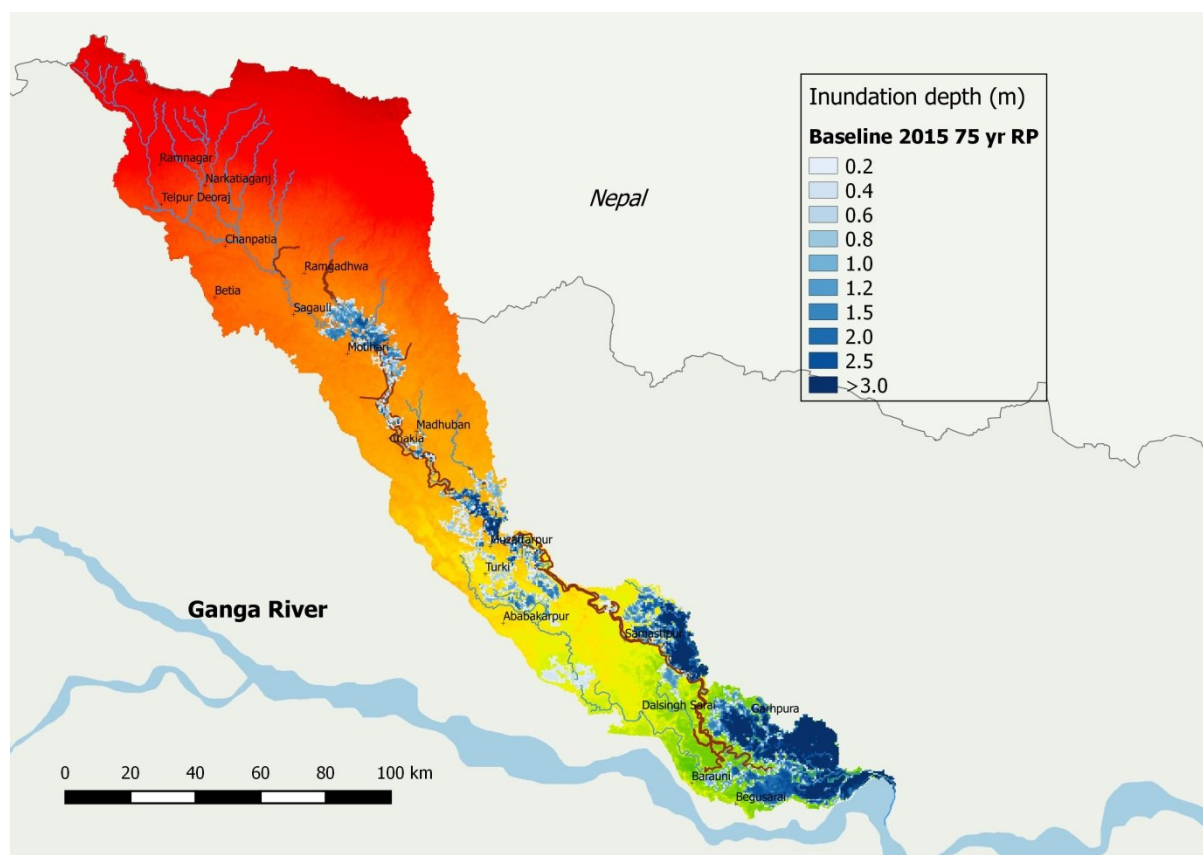 Inundation depth (m)
Baseline 2015 75 yr RP
0.2
0.4
0.6
0.8
1.0
1.2
1.5
2.0
2.5
>3.0
Nepal
Ramnagar
Narkatiaganj
Telpur Deoraj
Chanpatia
Ramgadhwa
Betia
Sagauli
Motihari
Madhuban
Chakia
Muzaffarpur
Turki
Ababakarpur
Ganga River
Samastipur
Dalsingh Sarai
Garhpura
Barauni
Begusarai
0 20 40 60 80 100 km